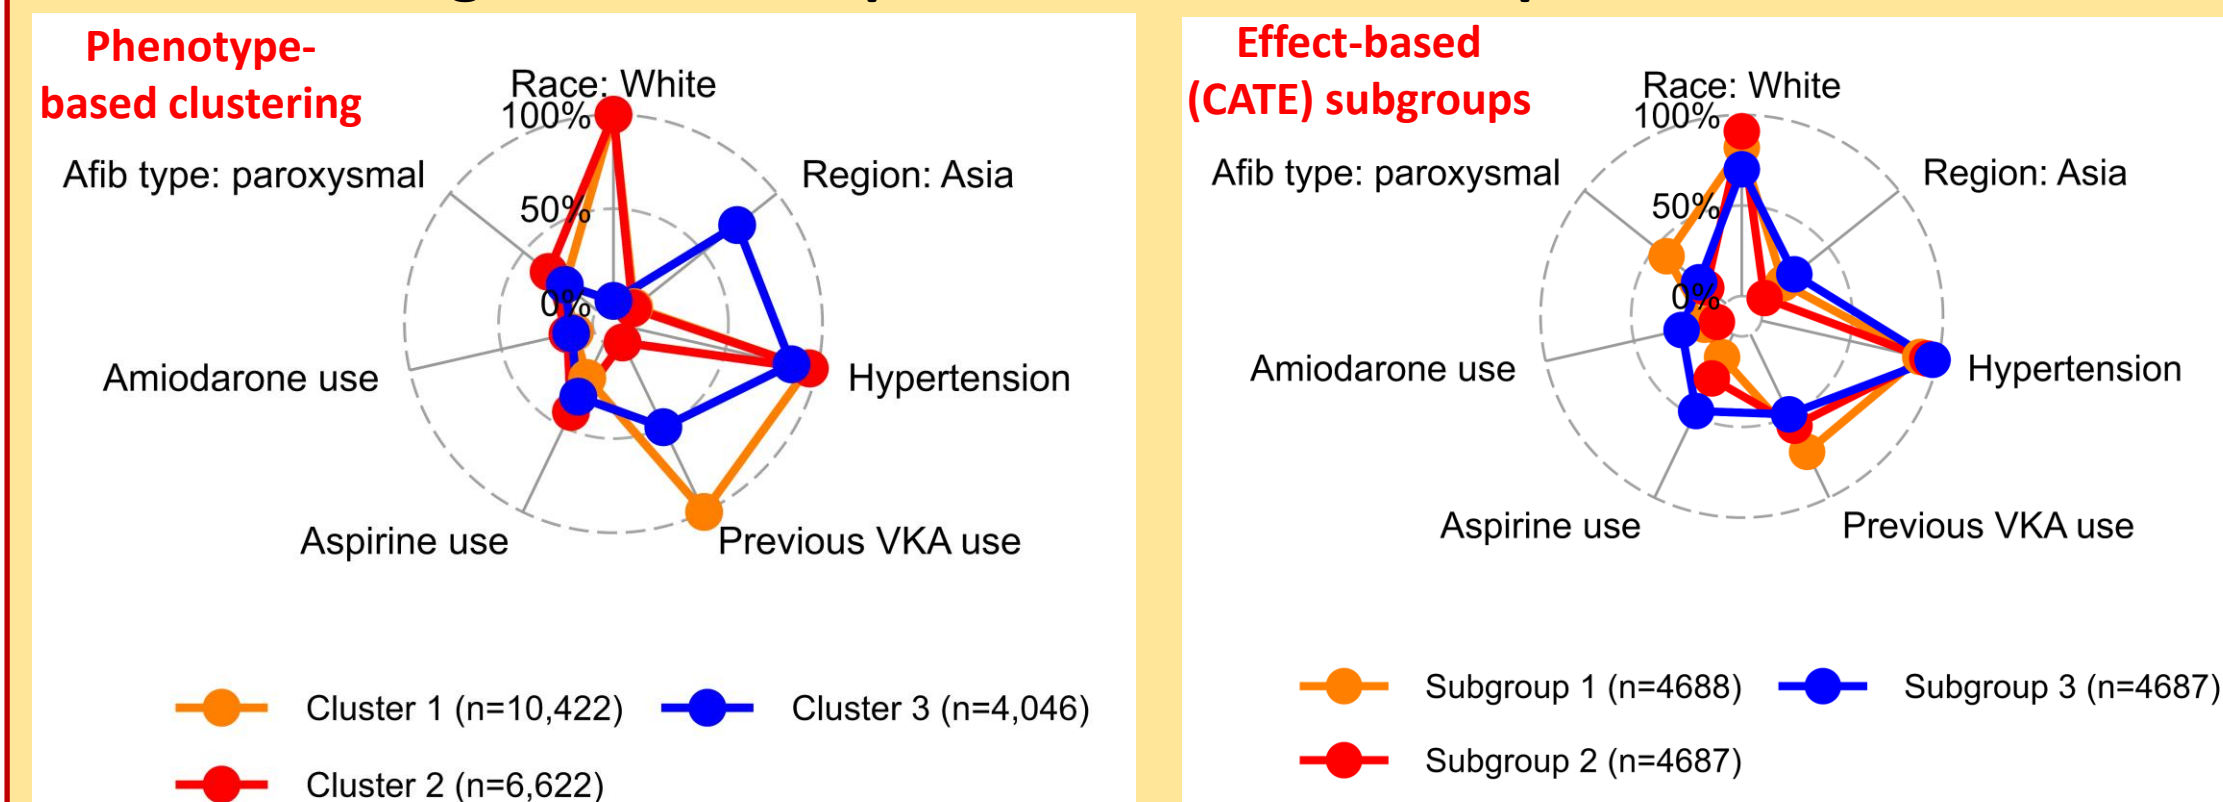 Phenotype-
based clustering
Race: White
100%
50%
0%
Afib type: paroxysmal
Region: Asia
Amiodarone use
Hypertension
Aspirine use
Previous VKA use
Cluster 1 (n=10,422)
Cluster 3 (n=4,046)
Cluster 2 (n=6,622)
Effect-based
(CATE) subgroups
Race: White
100%
50%
0%
Afib type: paroxysmal
Region: Asia
Amiodarone use
Hypertension
Aspirine use
Previous VKA use
Subgroup 1 (n=4688)
Subgroup 3 (n=4687)
Subgroup 2 (n=4687)